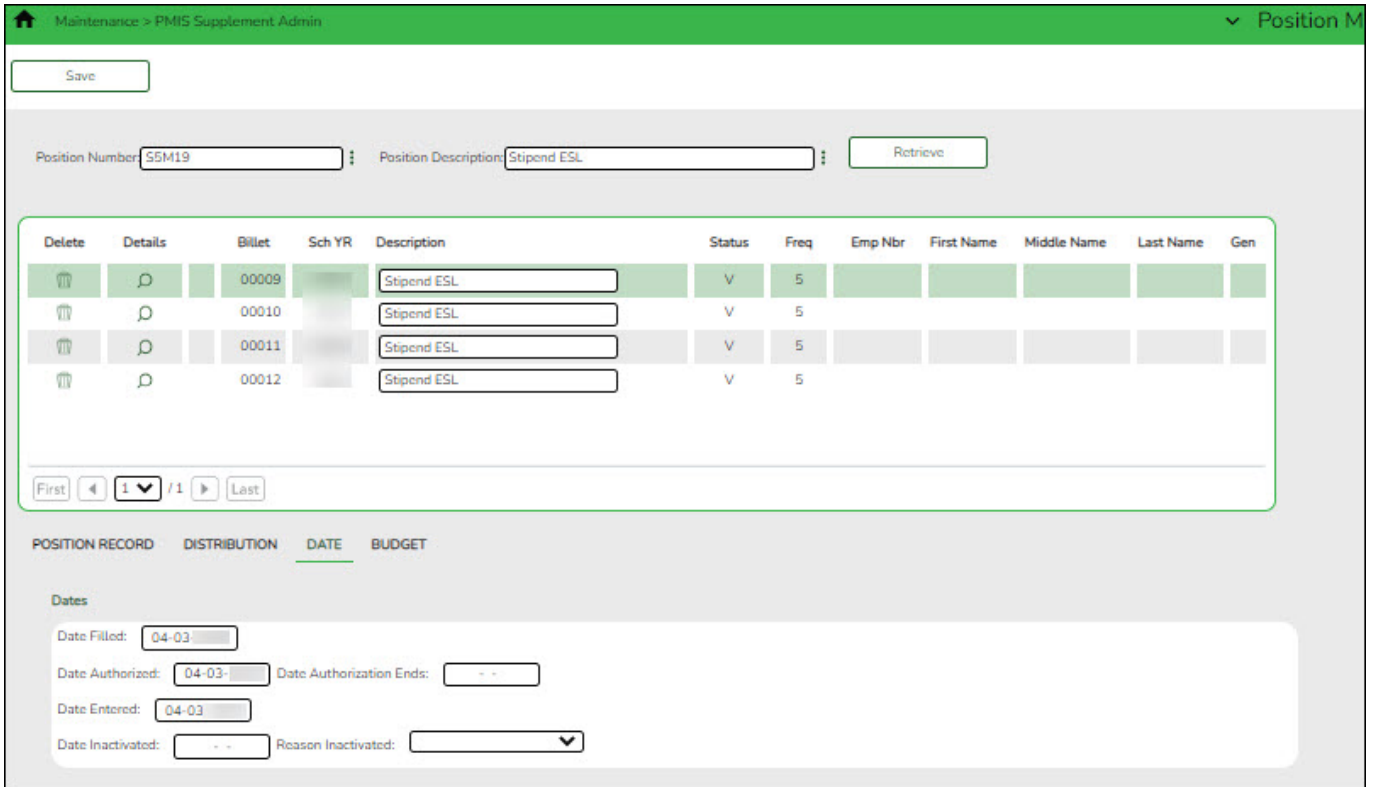 Maintenance > PMIS Supplement Admin Position M
Save
Position Number: S5M19 Position Description: Stipend ESL Retrieve
Delete Details Billet Sch YR Description Status Freq Emp Nbr First Name Middle Name Last Name Gen
00009 Stipend ESL V 5
00010 Stipend ESL V 5
00011 Stipend ESL V 5
00012 Stipend ESL V 5
First 1 / 1 Last
POSITION RECORD DISTRIBUTION DATE BUDGET
Dates
Date Filled: 04-03-
Date Authorized: 04-03- Date Authorization Ends: - -
Date Entered: 04-03
Date Inactivated: - - Reason Inactivated: